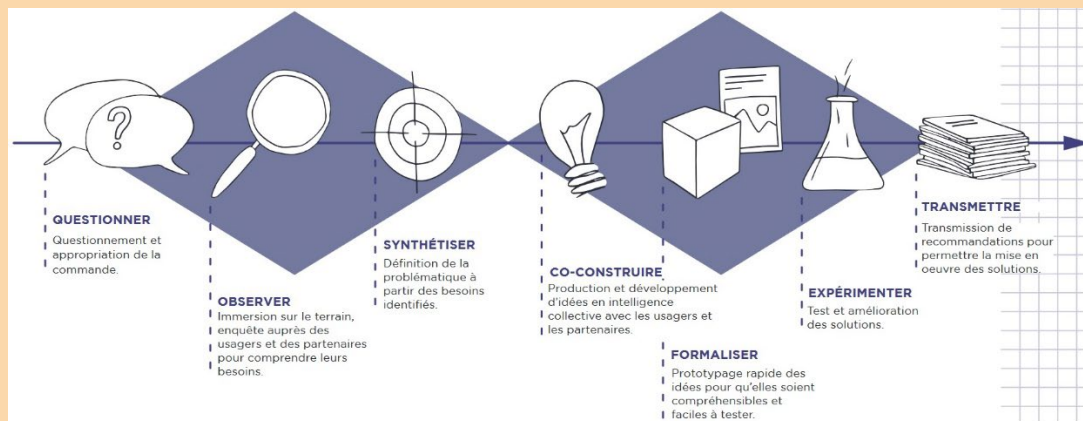 ?
QUESTIONNER
Questionnement et
appropriation de la
commande.
OBSERVER
Immersion sur le terrain,
enquête auprès des
usagers et des partenaires
pour comprendre leurs
besoins.
SYNTHÉTISER
Définition de la
problématique à
partir des besoins
identifiés.
CO-CONSTRUIRE
Production et développement
d'idées en intelligence
collective avec les usagers et
les partenaires.
FORMALISER
Prototypage rapide des
idées pour qu'elles soient
compréhensibles et
faciles à tester.
EXPÉRIMENTER
Test et amélioration
des solutions.
TRANSMETTRE
Transmission de
recommandations pour
permettre la mise en
oeuvre des solutions.